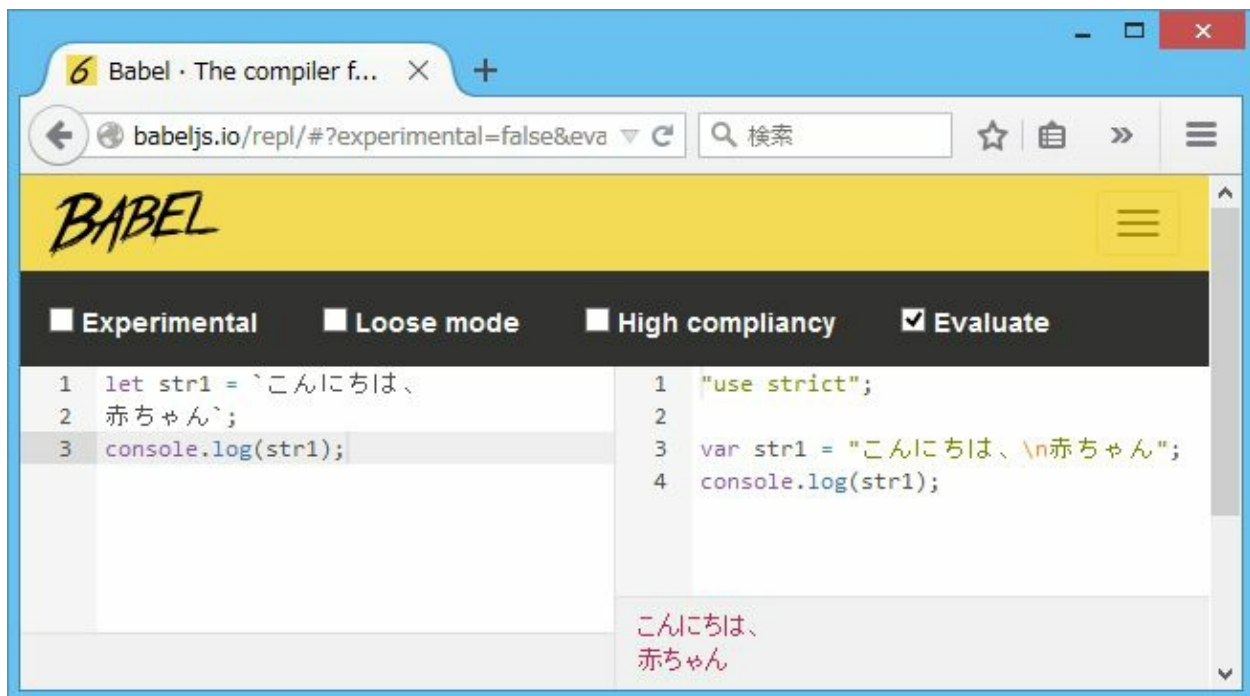 6 Babel · The compiler f...
babeljs.io/repl/#?experimental=false&eva
検索
BABEL
Experimental Loose mode High compliancy Evaluate
1 let str1 = `こんにちは、
2 赤ちゃん`;
3 console.log(str1);
1 "use strict";
2
3 var str1 = "こんにちは、\n赤ちゃん";
4 console.log(str1);
こんにちは、
赤ちゃん